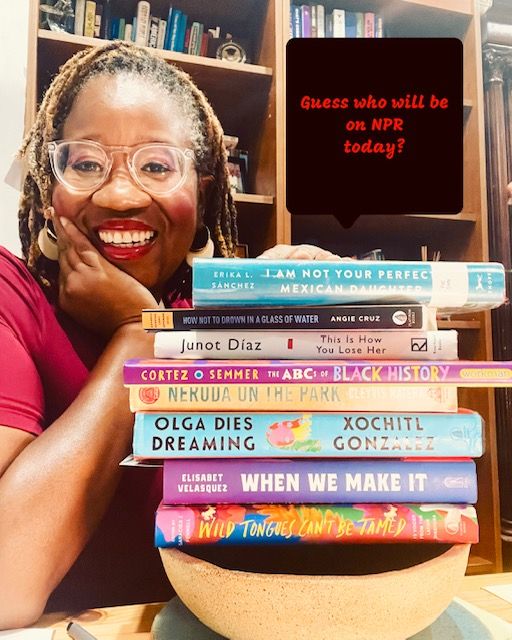 Guess who will be
on NPR
today?
ERIKA L.
SÁNCHEZ
I AM NOT YOUR PERFECT
MEXICAN DAUGHTER
HOW NOT TO DROWN IN A GLASS OF WATER ANGIE CRUZ
Junot Díaz
This Is How
You Lose Her
CORTEZ SEMMER THE ABCs OF BLACK HISTORY WORKMAN
NERUDA ON THE PARK
OLGA DIES
DREAMING
XOCHITL
GONZALEZ
ELISABET
VELASQUEZ
WHEN WE MAKE IT
WILD TONGUES CAN'T BE TAMED